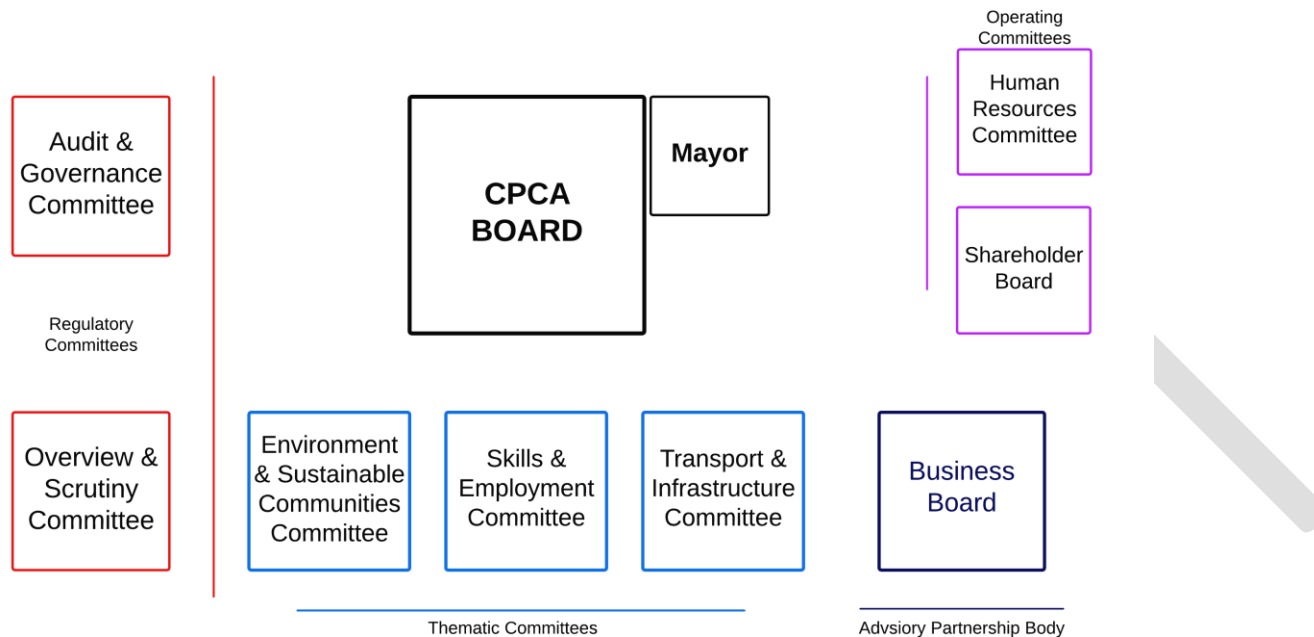 Operating
Committees
Human
Resources
Committee
Audit &
Governance
Committee
CPCA
BOARD
Mayor
Shareholder
Board
Regulatory
Committees
Overview &
Scrutiny
Committee
Environment
& Sustainable
Communities
Committee
Skills &
Employment
Committee
Transport &
Infrastructure
Committee
Business
Board
Thematic Committees
Advsiory Partnership Body